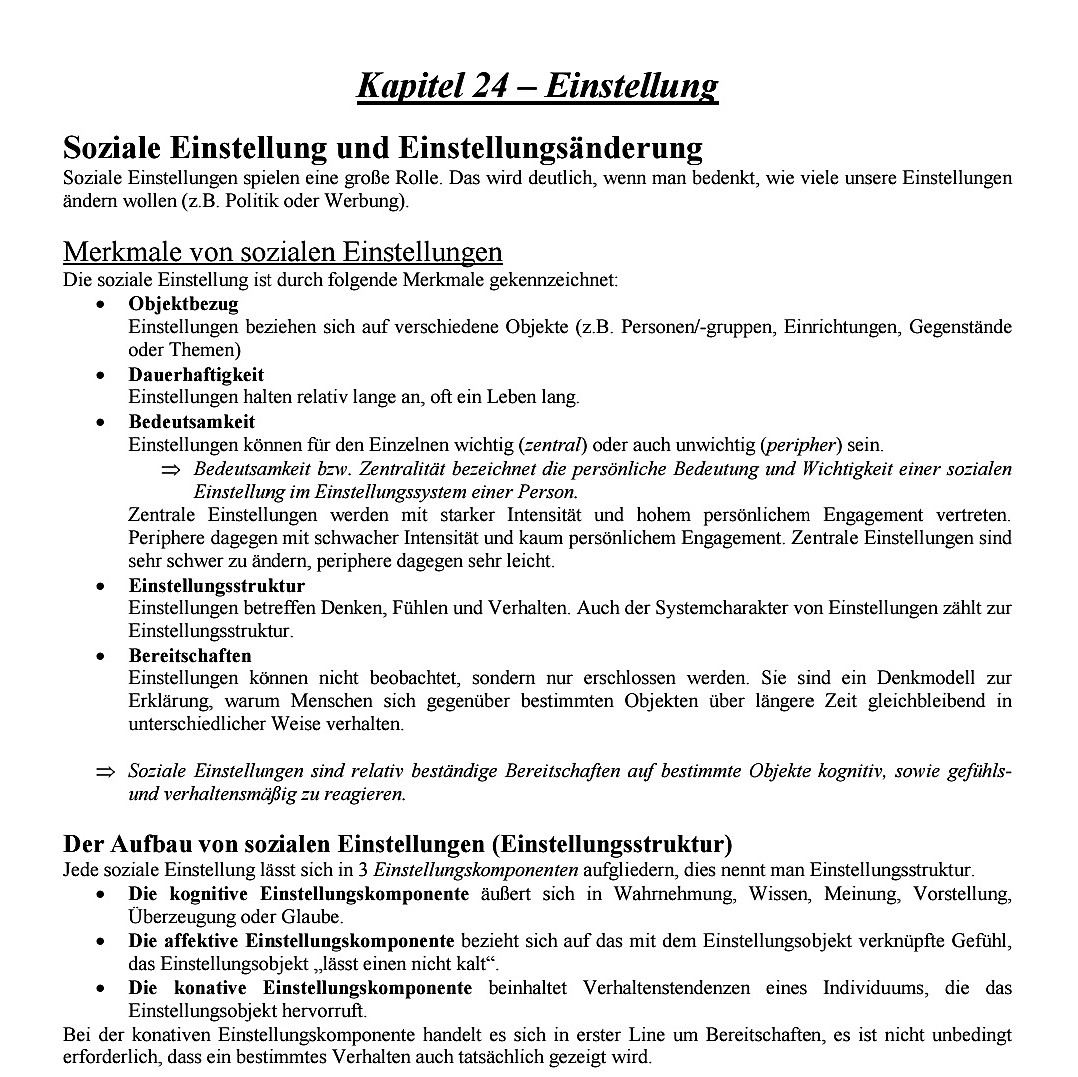 Kapitel 24 – Einstellung
Soziale Einstellung und Einstellungsänderung
Soziale Einstellungen spielen eine große Rolle. Das wird deutlich, wenn man bedenkt, wie viele unsere Einstellungen
ändern wollen (z.B. Politik oder Werbung).
Merkmale von sozialen Einstellungen
Die soziale Einstellung ist durch folgende Merkmale gekennzeichnet:
• Objektbezug
Einstellungen beziehen sich auf verschiedene Objekte (z.B. Personen/-gruppen, Einrichtungen, Gegenstände
oder Themen)
• Dauerhaftigkeit
Einstellungen halten relativ lange an, oft ein Leben lang.
• Bedeutsamkeit
Einstellungen können für den Einzelnen wichtig (zentral) oder auch unwichtig (peripher) sein.
⇒ Bedeutsamkeit bzw. Zentralität bezeichnet die persönliche Bedeutung und Wichtigkeit einer sozialen
Einstellung im Einstellungssystem einer Person.
Zentrale Einstellungen werden mit starker Intensität und hohem persönlichem Engagement vertreten.
Periphere dagegen mit schwacher Intensität und kaum persönlichem Engagement. Zentrale Einstellungen sind
sehr schwer zu ändern, periphere dagegen sehr leicht.
• Einstellungsstruktur
Einstellungen betreffen Denken, Fühlen und Verhalten. Auch der Systemcharakter von Einstellungen zählt zur
Einstellungsstruktur.
• Bereitschaften
Einstellungen können nicht beobachtet, sondern nur erschlossen werden. Sie sind ein Denkmodell zur
Erklärung, warum Menschen sich gegenüber bestimmten Objekten über längere Zeit gleichbleibend in
unterschiedlicher Weise verhalten.
⇒ Soziale Einstellungen sind relativ beständige Bereitschaften auf bestimmte Objekte kognitiv, sowie gefühls-
und verhaltensmäßig zu reagieren.
Der Aufbau von sozialen Einstellungen (Einstellungsstruktur)
Jede soziale Einstellung lässt sich in 3 Einstellungskomponenten aufgliedern, dies nennt man Einstellungsstruktur.
• Die kognitive Einstellungskomponente äußert sich in Wahrnehmung, Wissen, Meinung, Vorstellung,
Überzeugung oder Glaube.
• Die affektive Einstellungskomponente bezieht sich auf das mit dem Einstellungsobjekt verknüpfte Gefühl,
das Einstellungsobjekt „lässt einen nicht kalt“.
• Die konative Einstellungskomponente beinhaltet Verhaltenstendenzen eines Individuums, die das
Einstellungsobjekt hervorruft.
Bei der konativen Einstellungskomponente handelt es sich in erster Line um Bereitschaften, es ist nicht unbedingt
erforderlich, dass ein bestimmtes Verhalten auch tatsächlich gezeigt wird.